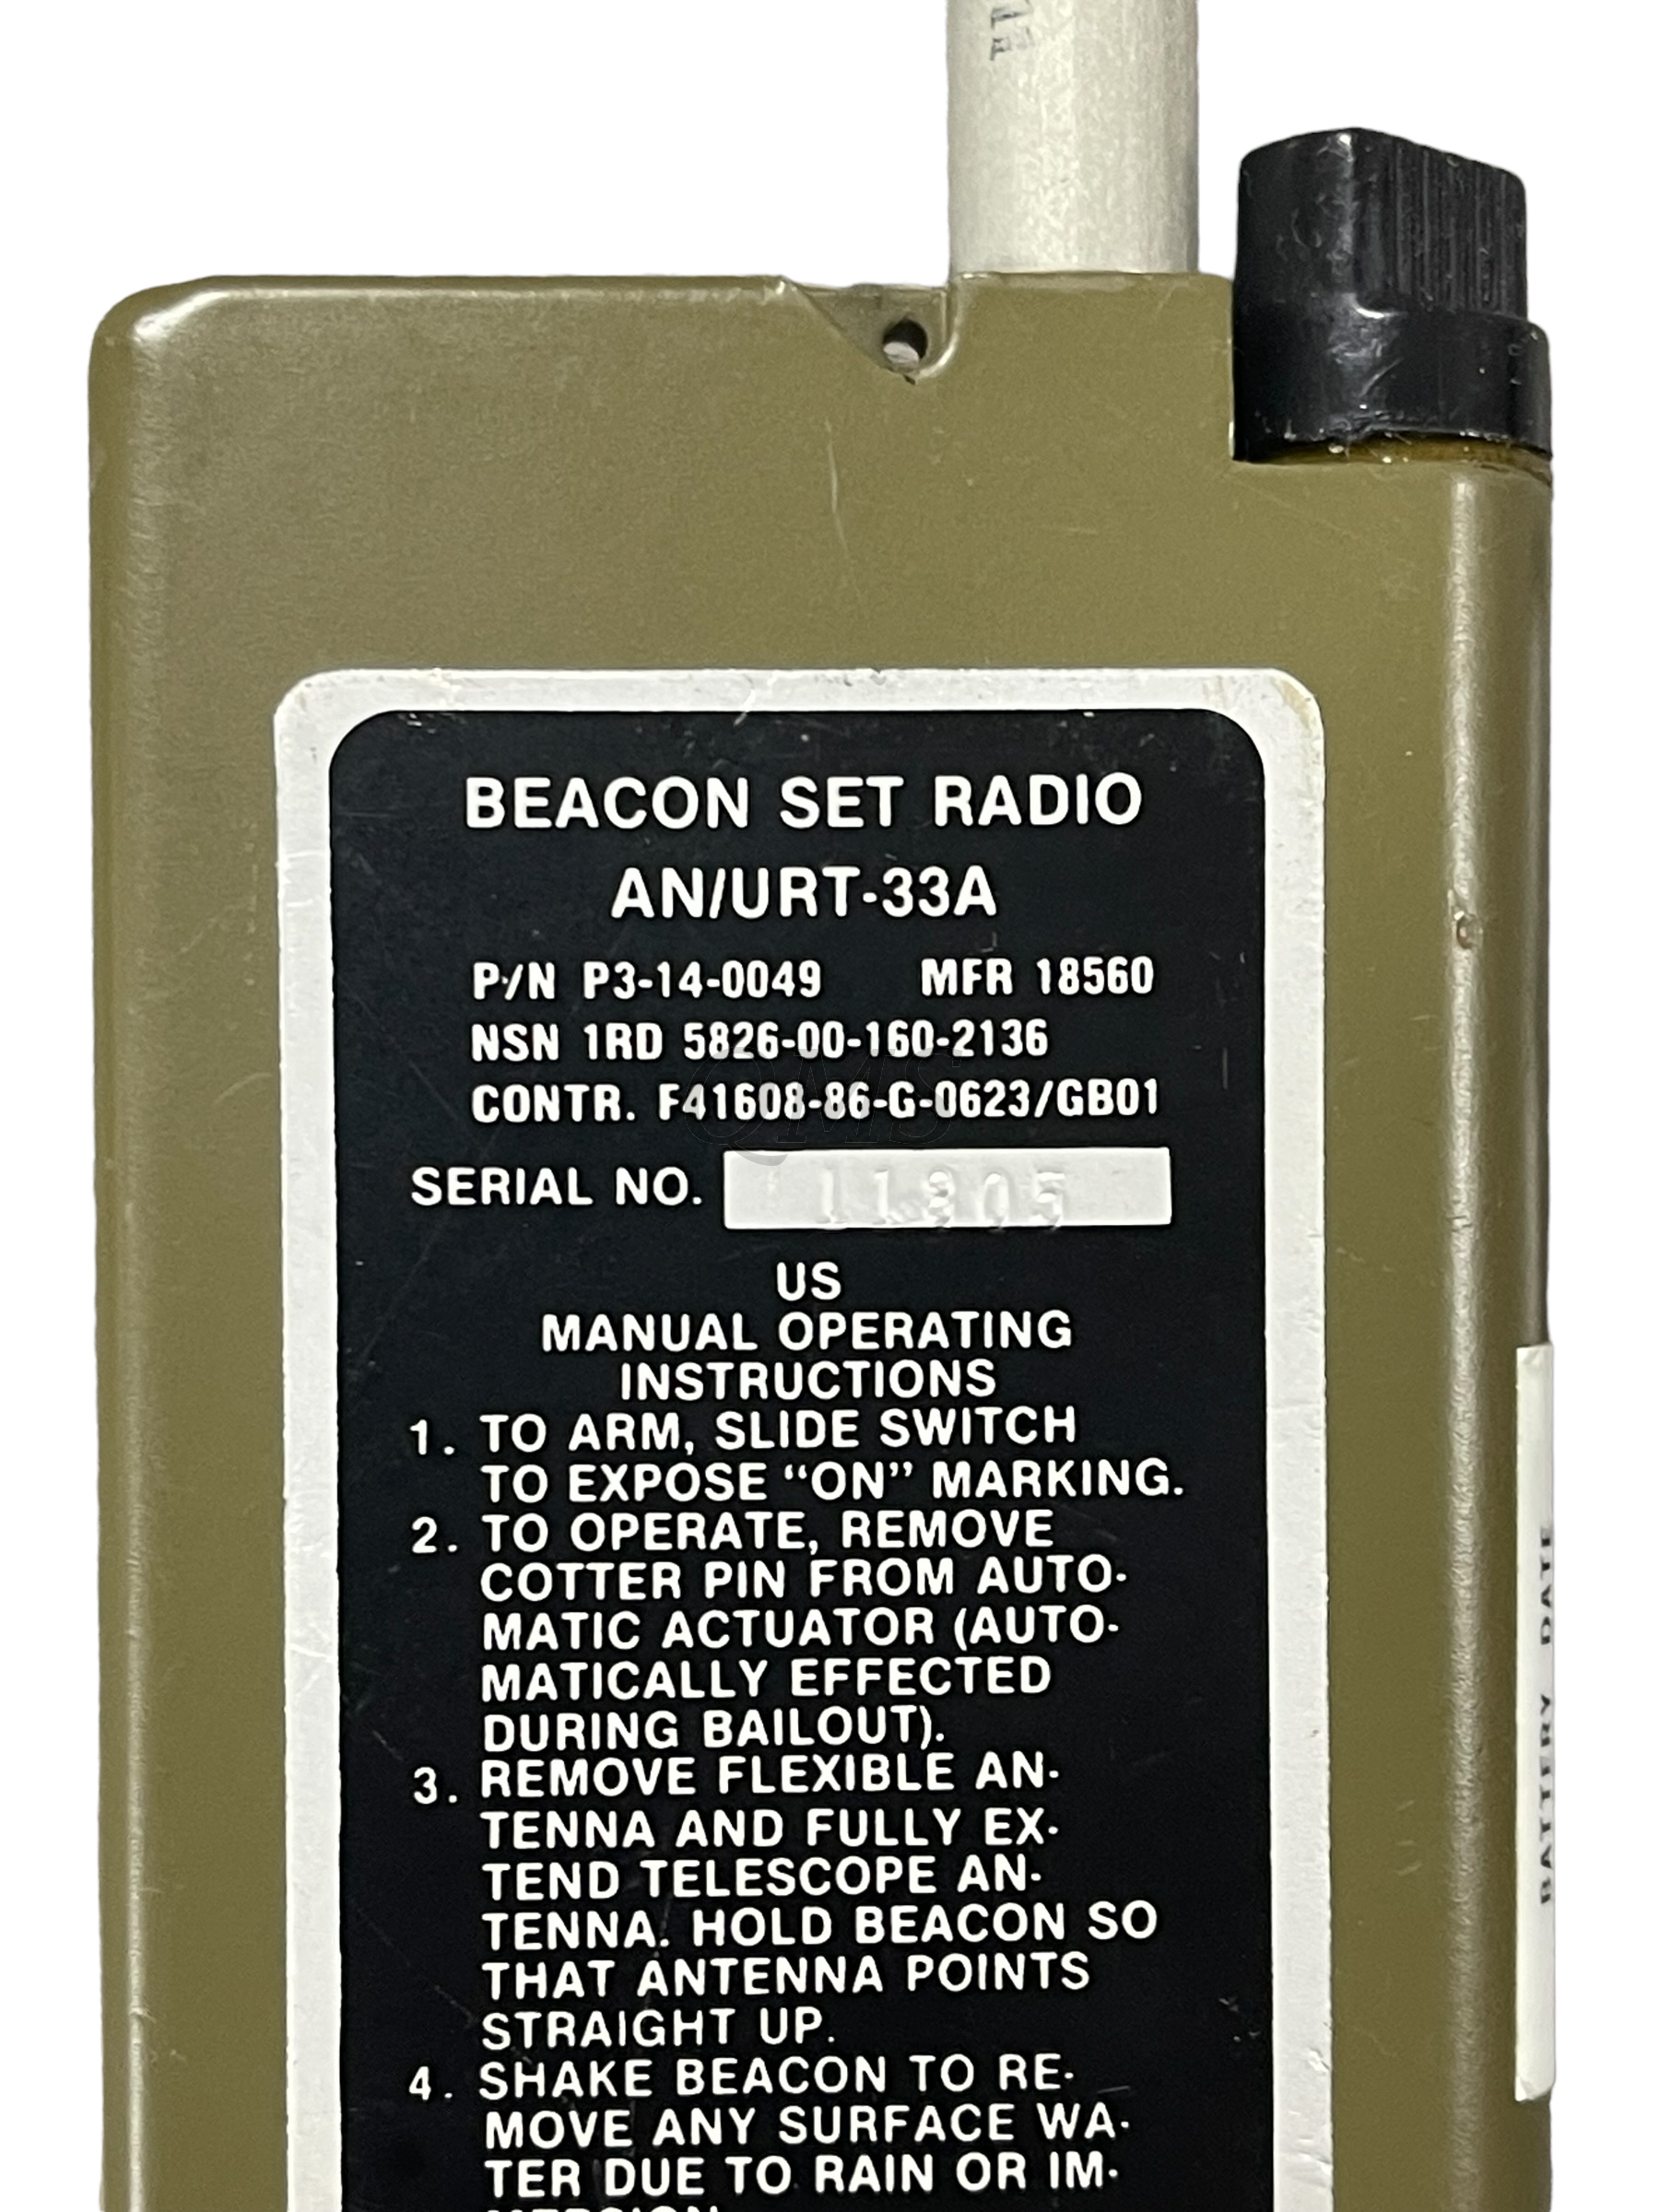 BEACON SET RADIO
AN/URT-33A
P/N P3-14-0049 MFR 18560
NSN 1RD 5826-00-160-2136
CONTR. F41608-86-G-0623/GB01
SERIAL NO. 11305
US
MANUAL OPERATING
INSTRUCTIONS
1. TO ARM, SLIDE SWITCH
TO EXPOSE “ON” MARKING.
2. TO OPERATE, REMOVE
COTTER PIN FROM AUTO-
MATIC ACTUATOR (AUTO-
MATICALLY EFFECTED
DURING BAILOUT).
3. REMOVE FLEXIBLE AN-
TENNA AND FULLY EX-
TEND TELESCOPE AN-
TENNA. HOLD BEACON SO
THAT ANTENNA POINTS
STRAIGHT UP.
4. SHAKE BEACON TO RE-
MOVE ANY SURFACE WA-
TER DUE TO RAIN OR IM-
MERSION
BATTERY DATE
QMS